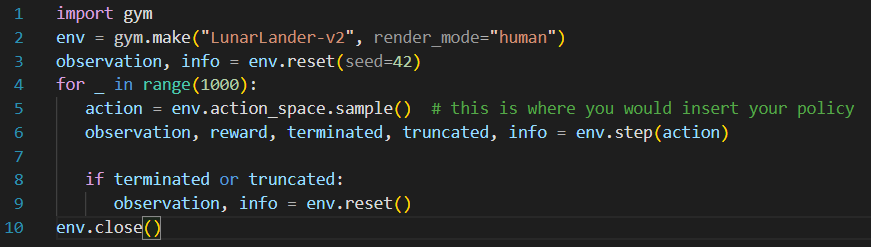 1 import gym
2 env = gym.make("LunarLander-v2", render_mode="human")
3 observation, info = env.reset(seed=42)
4 for _ in range(1000):
5    action = env.action_space.sample()  # this is where you would insert your policy
6    observation, reward, terminated, truncated, info = env.step(action)
7
8    if terminated or truncated:
9       observation, info = env.reset()
10 env.close()